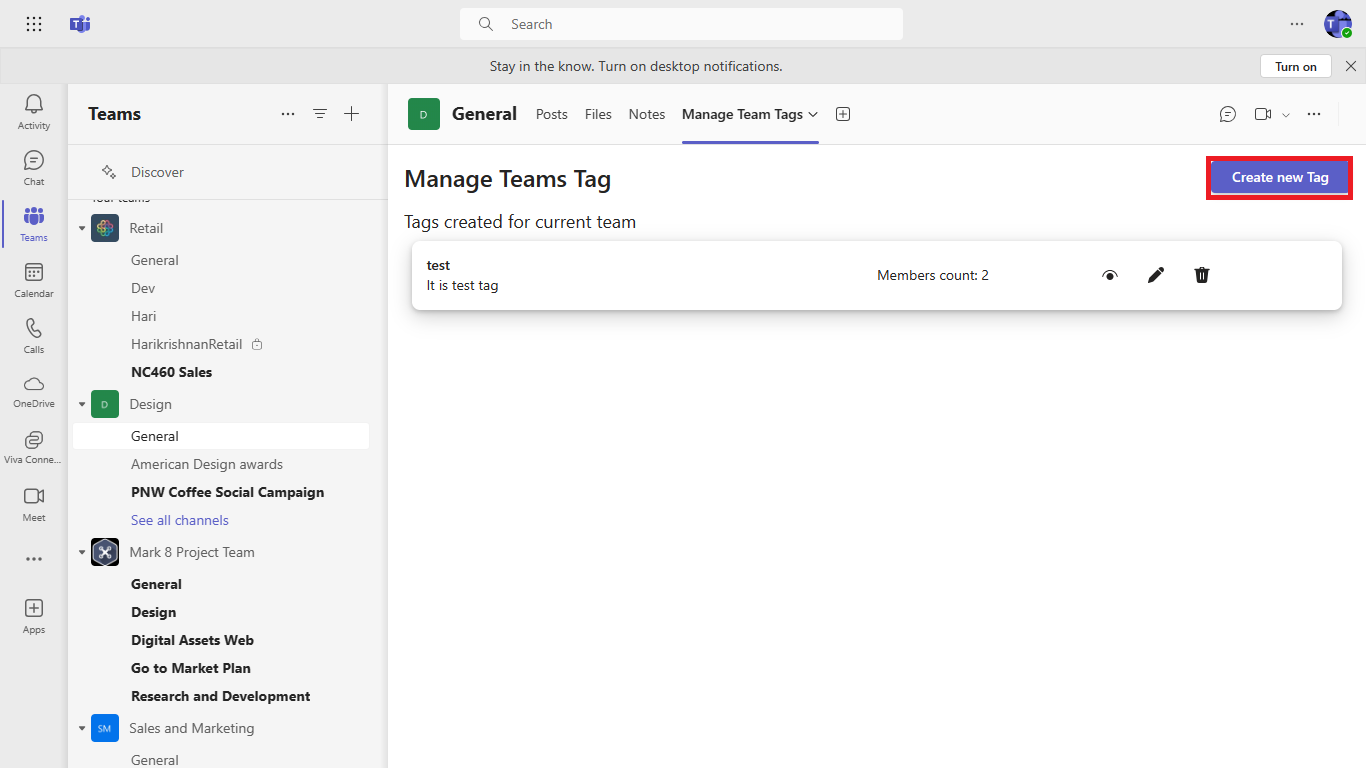 Search
Stay in the know. Turn on desktop notifications.
Turn on
Activity
Chat
Teams
Calendar
Calls
OneDrive
Viva Conne...
Meet
Apps
Teams
Discover
Your teams
Retail
General
Dev
Hari
HarikrishnanRetail
NC460 Sales
D
Design
General
American Design awards
PNW Coffee Social Campaign
See all channels
Mark 8 Project Team
General
Design
Digital Assets Web
Go to Market Plan
Research and Development
SM
Sales and Marketing
General
D
General
Posts
Files
Notes
Manage Team Tags
Manage Teams Tag
Create new Tag
Tags created for current team
test
It is test tag
Members count: 2